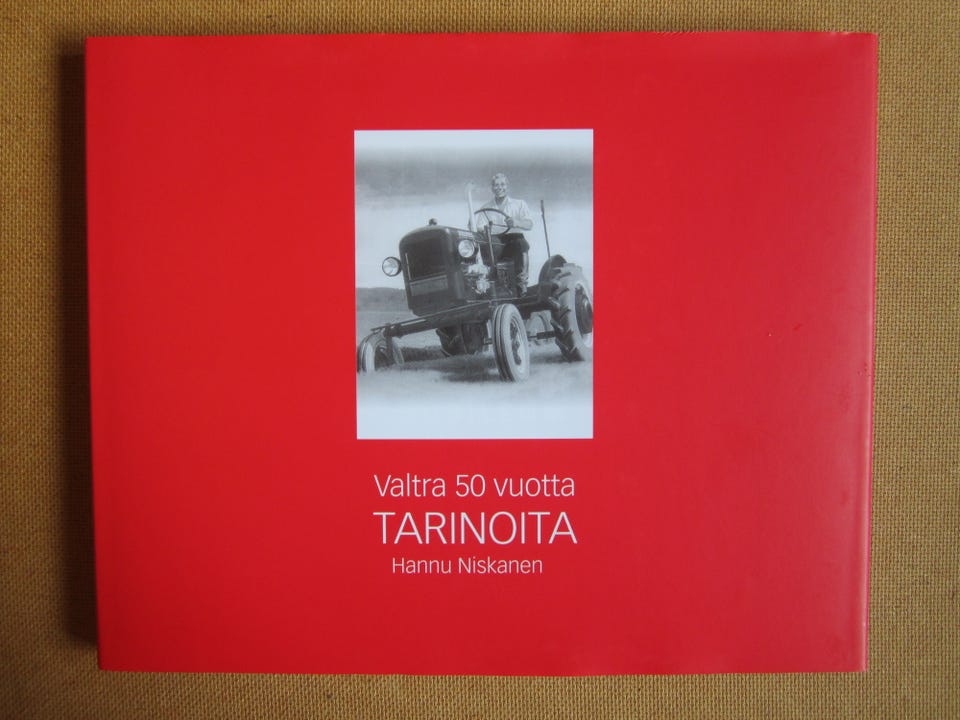 Valtra 50 vuotta
TARINOITA
Hannu Niskanen